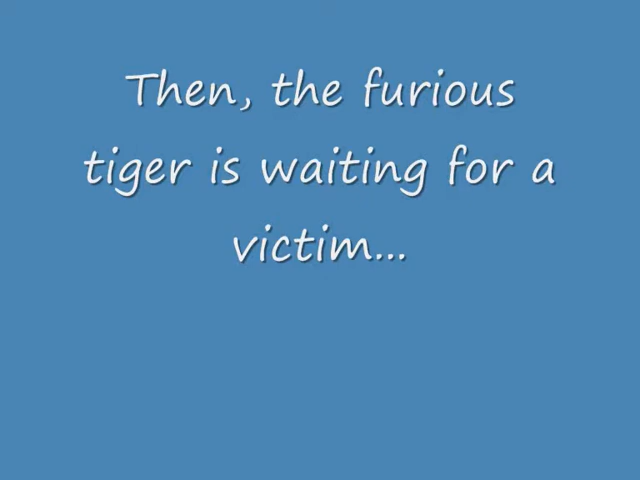 Then, the furious
tiger is waiting for a
victim...